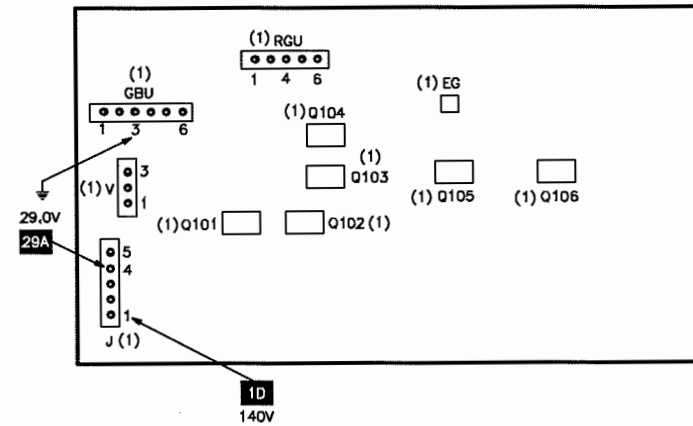 (1) RGU
1 4 6
(1)
GBU
1 3 6
(1) EG
(1) Q104
(1)
Q103
(1) V
3
1
(1) Q105
(1) Q106
29,0V
29A
(1) Q101
Q102 (1)
5
4
1
J (1)
1D
140V